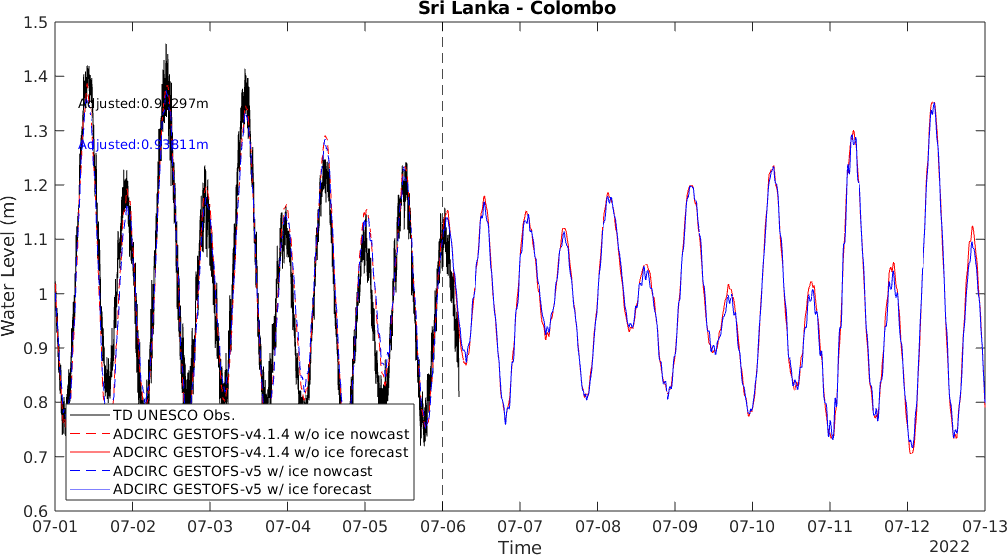 Sri Lanka - Colombo
1.5
1.4
1.3
1.2
1.1
1
0.9
0.8
0.7
0.6
Water Level (m)
Adjusted:0.93811m
TD UNESCO Obs.
ADCIRC GESTOFS-v4.1.4 w/o ice nowcast
ADCIRC GESTOFS-v4.1.4 w/o ice forecast
ADCIRC GESTOFS-v5 w/ ice nowcast
ADCIRC GESTOFS-v5 w/ ice forecast
07-01 07-02 07-03 07-04 07-05 07-06 07-07 07-08 07-09 07-10 07-11 07-12 07-13
Time
2022